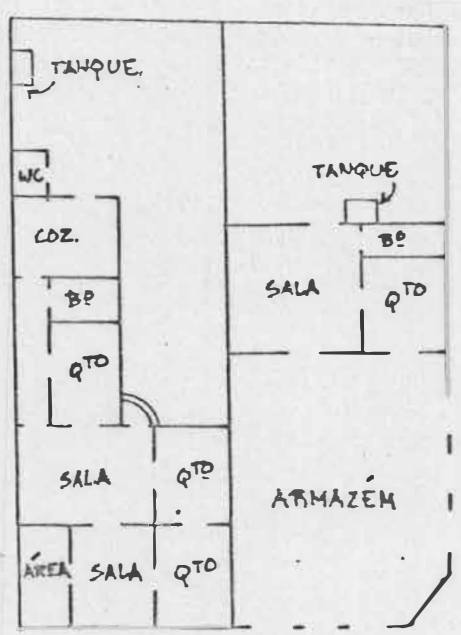 TANQUE.
WC
COZ.
Bº
QTO
SALA
QTO
ÁREA
SALA
QTO
TANQUE
Bº
SALA
QTO
ARMAZÉM